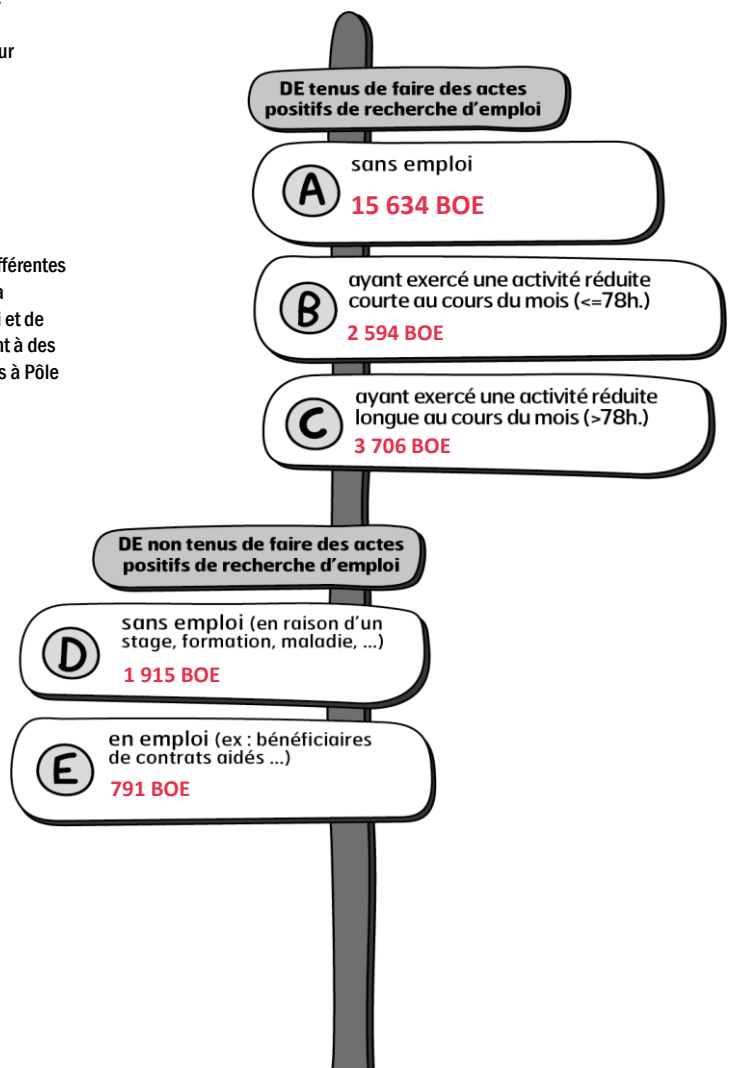 ur
DE tenus de faire des actes
positifs de recherche d'emploi
A
sans emploi
15 634 BOE
fférentes
a
i et de
nt à des
s à Pôle
B
ayant exercé une activité réduite
courte au cours du mois (<=78h.)
2 594 BOE
C
ayant exercé une activité réduite
longue au cours du mois (>78h.)
3 706 BOE
DE non tenus de faire des actes
positifs de recherche d'emploi
D
sans emploi (en raison d'un
stage, formation, maladie, ...)
1 915 BOE
E
en emploi (ex : bénéficiaires
de contrats aidés ...)
791 BOE